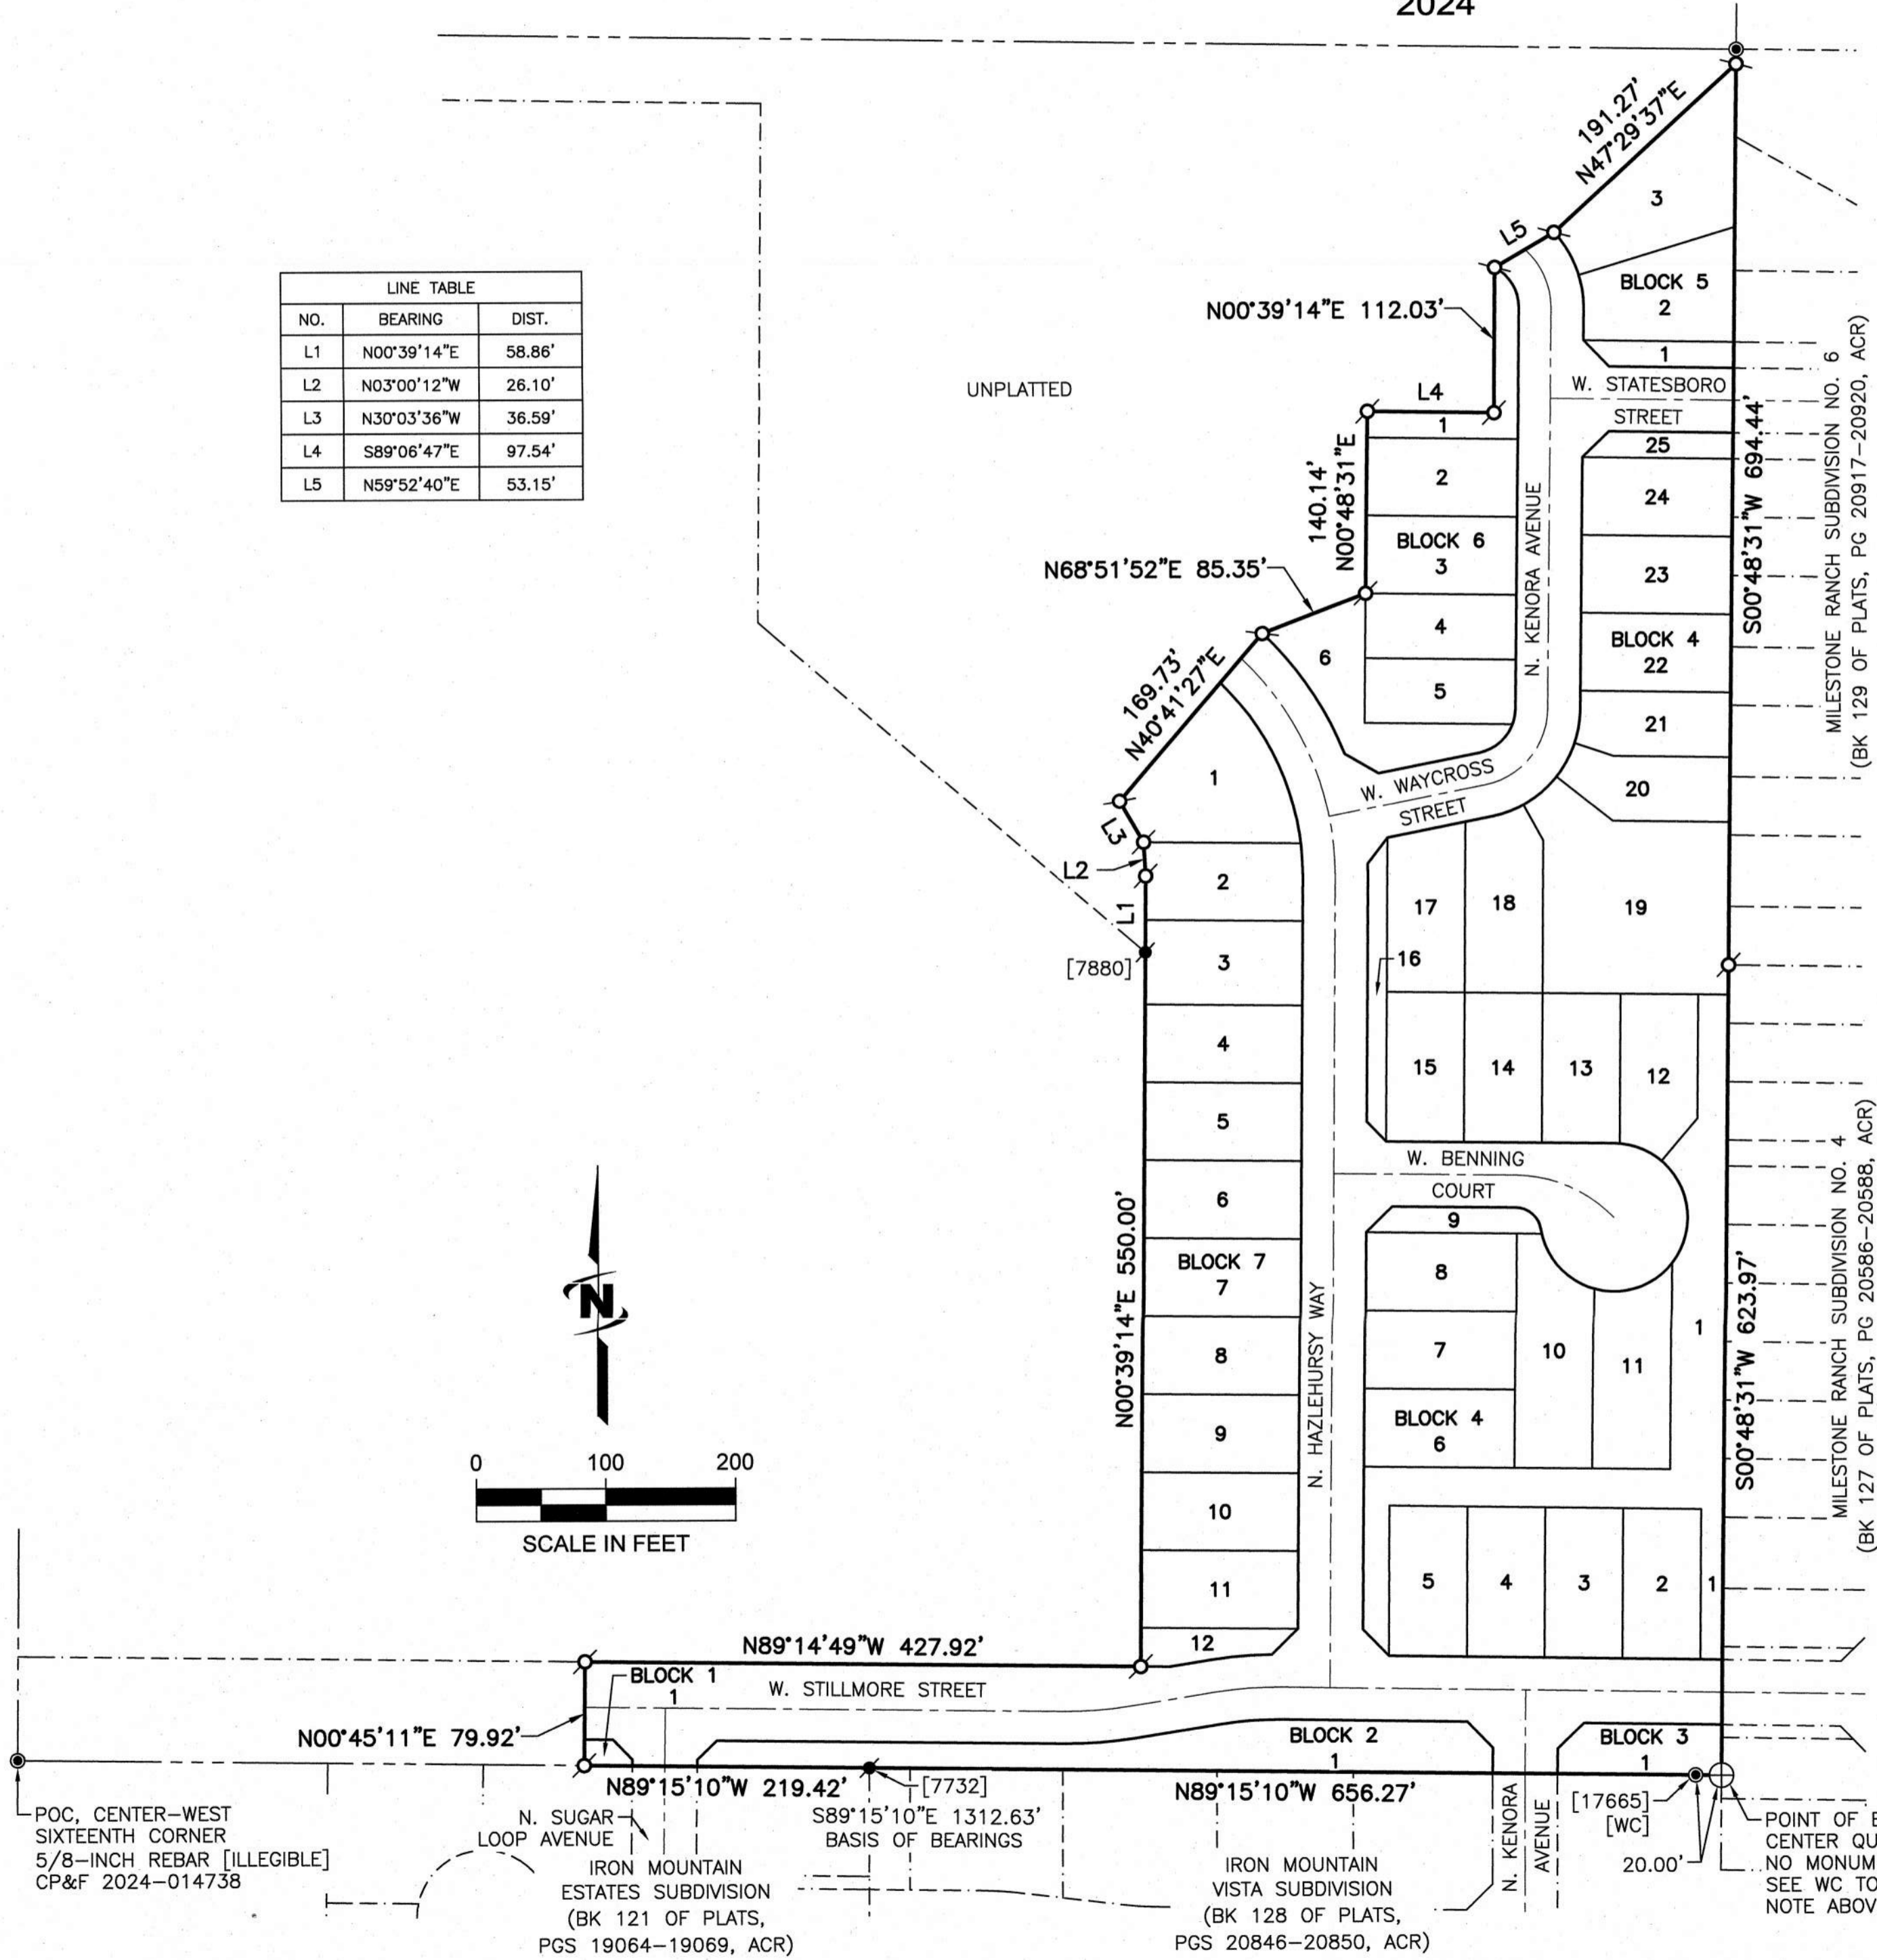 2024
191.27'
N47°29'37"E
3
L5
LINE TABLE
NO. BEARING DIST.
L1 N00°39'14"E 58.86'
L2 N03°00'12"W 26.10'
L3 N30°03'36"W 36.59'
L4 S89°06'47"E 97.54'
L5 N59°52'40"E 53.15'
BLOCK 5
2
N00°39'14"E 112.03'
1
UNPLATTED
W. STATESBORO
STREET
L4
1
25
2
24
140.14'
N00°48'31"E
BLOCK 6
3
N. KENORA AVENUE
23
S00°48'31"W 694.44'
MILESTONE RANCH SUBDIVISION NO. 6
(BK 129 OF PLATS, PG 20917-20920, ACR)
N68°51'52"E 85.35'
4
BLOCK 4
22
6
5
21
169.73'
N40°41'27"E
1
W. WAYCROSS
STREET
20
L3
L2
2
L1
17
18
19
[7880]
3
16
4
15
14
13
12
5
W. BENNING
COURT
6
9
N00°39'14"E 550.00'
BLOCK 7
7
8
N. HAZLEHURSY WAY
1
S00°48'31"W 623.97'
MILESTONE RANCH SUBDIVISION NO. 4
(BK 127 OF PLATS, PG 20586-20588, ACR)
8
7
10
11
9
BLOCK 4
6
N
0 100 200
SCALE IN FEET
10
11
5
4
3
2
1
12
N89°14'49"W 427.92'
BLOCK 1
1
W. STILLMORE STREET
N00°45'11"E 79.92'
BLOCK 2
1
BLOCK 3
1
N89°15'10"W 219.42'
[7732]
N89°15'10"W 656.27'
[17665]
[WC]
20.00'
POC, CENTER-WEST
SIXTEENTH CORNER
5/8-INCH REBAR [ILLEGIBLE]
CP&F 2024-014738
N. SUGAR
LOOP AVENUE
S89°15'10"E 1312.63'
BASIS OF BEARINGS
IRON MOUNTAIN
ESTATES SUBDIVISION
(BK 121 OF PLATS,
PGS 19064-19069, ACR)
IRON MOUNTAIN
VISTA SUBDIVISION
(BK 128 OF PLATS,
PGS 20846-20850, ACR)
N. KENORA
AVENUE
POINT OF
CENTER
NO
SEE WC TO
NOTE